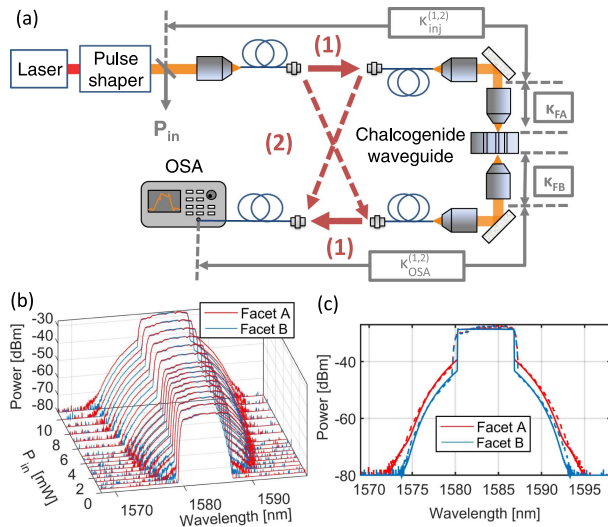 (a)
Laser
Pulse
shaper
P_in
(1)
κ_inj^(1,2)
κ_FA
(2)
Chalcogenide
waveguide
κ_FB
OSA
(1)
κ_OSA^(1,2)
(b)
Facet A
Facet B
Power [dBm]
-30
-40
-50
-60
-70
-80
10
8
6
4
2
0
P_in [mW]
1570
1580
1590
Wavelength [nm]
(c)
Power [dBm]
-40
-60
-80
Facet A
Facet B
1570
1575
1580
1585
1590
1595
Wavelength [nm]